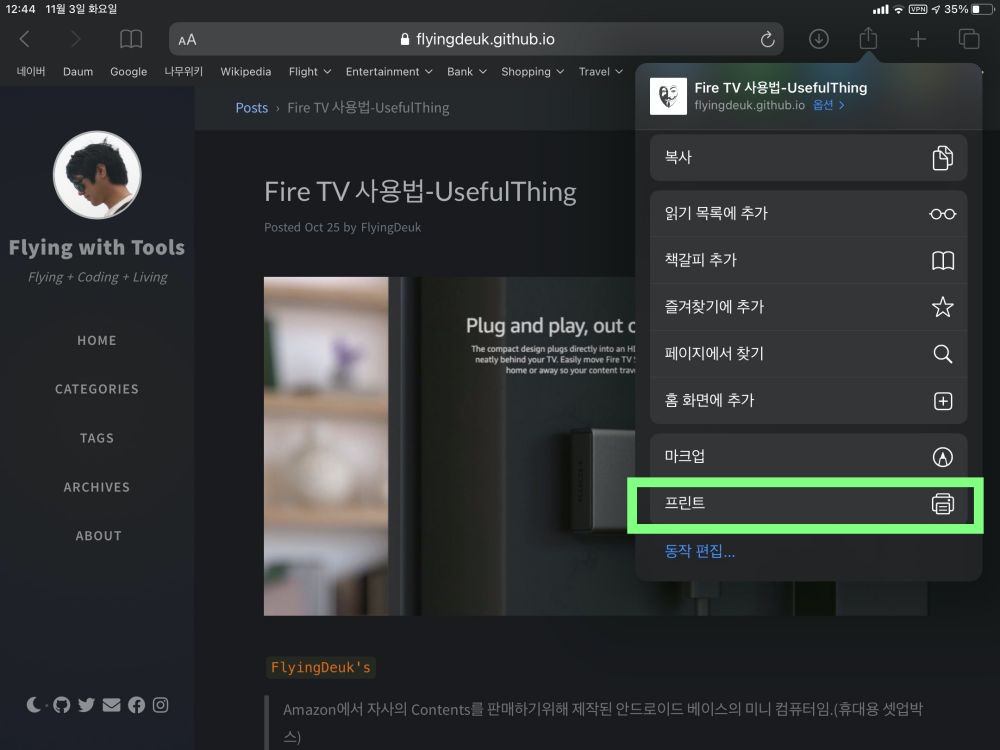 12:44 11월 3일 화요일
VPN 35%
AA flyingdeuk.github.io
네이버 Daum Google 나무위키 Wikipedia Flight Entertainment Bank Shopping Travel
Fire TV 사용법-UsefulThing
flyingdeuk.github.io 옵션
복사
읽기 목록에 추가
책갈피 추가
즐겨찾기에 추가
페이지에서 찾기
홈 화면에 추가
마크업
프린트
동작 편집...
Flying with Tools
Flying + Coding + Living
HOME
CATEGORIES
TAGS
ARCHIVES
ABOUT
Posts › Fire TV 사용법-UsefulThing
Fire TV 사용법-UsefulThing
Posted Oct 25 by FlyingDeuk
Plug and play, out
The compact design plugs directly into an
neatly behind your TV. Easily move Fire TV
home or away so your content
FlyingDeuk's
Amazon에서 자사의 Contents를 판매하기위해 제작된 안드로이드 베이스의 미니 컴퓨터임.(휴대용 셋업박
스)